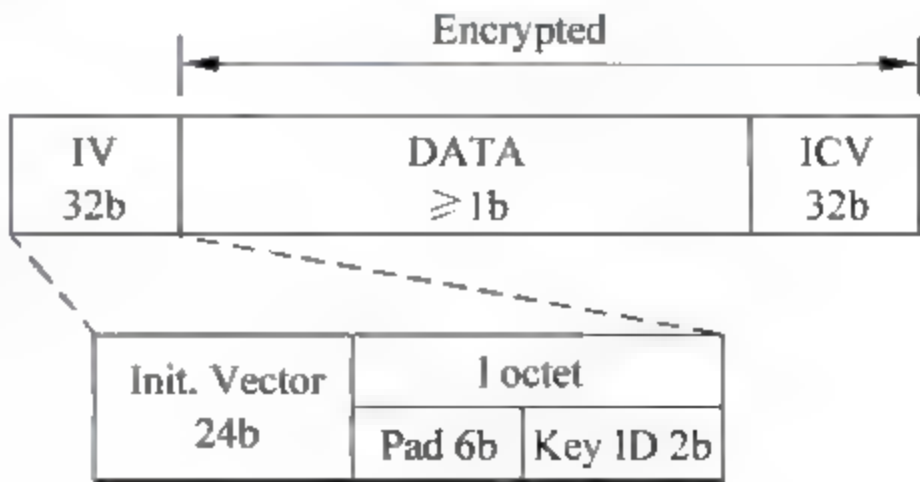 Encrypted
IV
32b
DATA
⩾1b
ICV
32b
Init. Vector
24b
1 octet
Pad 6b
Key ID 2b